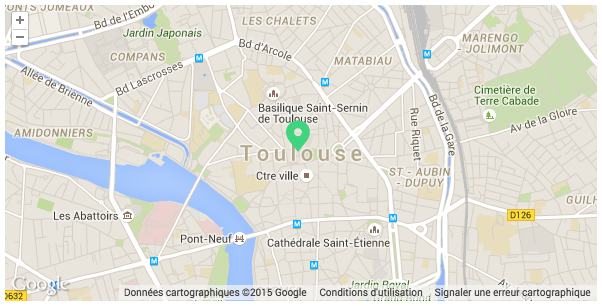 PONTS JUMEAUX
Bd de l'Embo
LES CHALETS
MARENGO
- JOLIMONT
Jardin Japonais
Bd d'Arcole
COMPANS
MATABIAU
Allée de Brienne
Bd Lascrosses
Cimetière de
Terre Cabade
Basilique Saint-Sernin
de Toulouse
Bd de la Gare
Rue Riquet
Av de la Gloire
AMIDONNIERS
Toulouse
Ctre ville
ST - AUBIN
- DUPUY
GUILH
Les Abattoirs
D126
Pont-Neuf
Cathédrale Saint-Étienne
Jardin Royal
D632
Google
Données cartographiques ©2015 Google
Conditions d'utilisation
Signaler une erreur cartographique